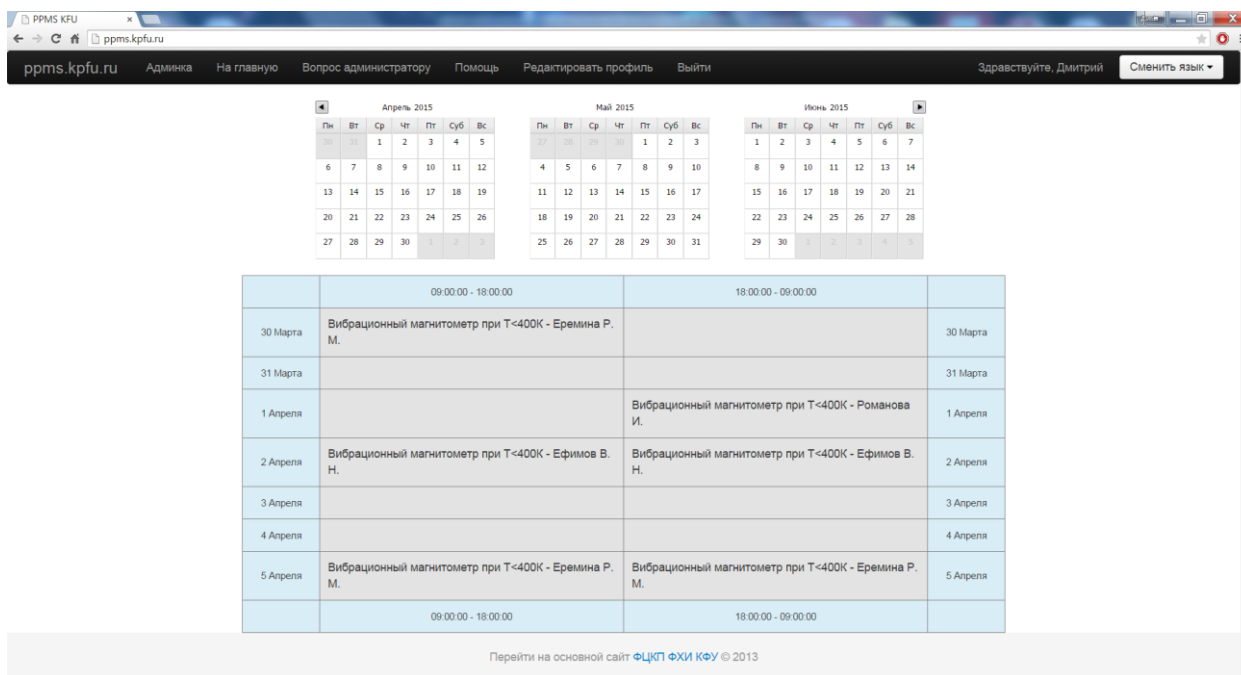 PPMS KFU
ppms.kpfu.ru
ppms.kpfu.ru Админка На главную Вопрос администратору Помощь Редактировать профиль Выйти Здравствуйте, Дмитрий Сменить язык
Апрель 2015 Май 2015 Июнь 2015
Пн Вт Ср Чт Пт Суб Вс Пн Вт Ср Чт Пт Суб Вс Пн Вт Ср Чт Пт Суб Вс
30 31 1 2 3 4 5 27 28 29 30 1 2 3 1 2 3 4 5 6 7
6 7 8 9 10 11 12 4 5 6 7 8 9 10 8 9 10 11 12 13 14
13 14 15 16 17 18 19 11 12 13 14 15 16 17 15 16 17 18 19 20 21
20 21 22 23 24 25 26 18 19 20 21 22 23 24 22 23 24 25 26 27 28
27 28 29 30 1 2 3 25 26 27 28 29 30 31 29 30 1 2 3 4 5
09:00:00 - 18:00:00 18:00:00 - 09:00:00
30 Марта Вибрационный магнитометр при T<400К - Еремина Р. 30 Марта
М.
31 Марта 31 Марта
1 Апреля Вибрационный магнитометр при T<400К - Романова 1 Апреля
И.
2 Апреля Вибрационный магнитометр при T<400К - Ефимов В. Вибрационный магнитометр при T<400К - Ефимов В. 2 Апреля
Н. Н.
3 Апреля 3 Апреля
4 Апреля 4 Апреля
5 Апреля Вибрационный магнитометр при T<400К - Еремина Р. Вибрационный магнитометр при T<400К - Еремина Р. 5 Апреля
М. М.
09:00:00 - 18:00:00 18:00:00 - 09:00:00
Перейти на основной сайт ФЦКП ФХИ КФУ © 2013